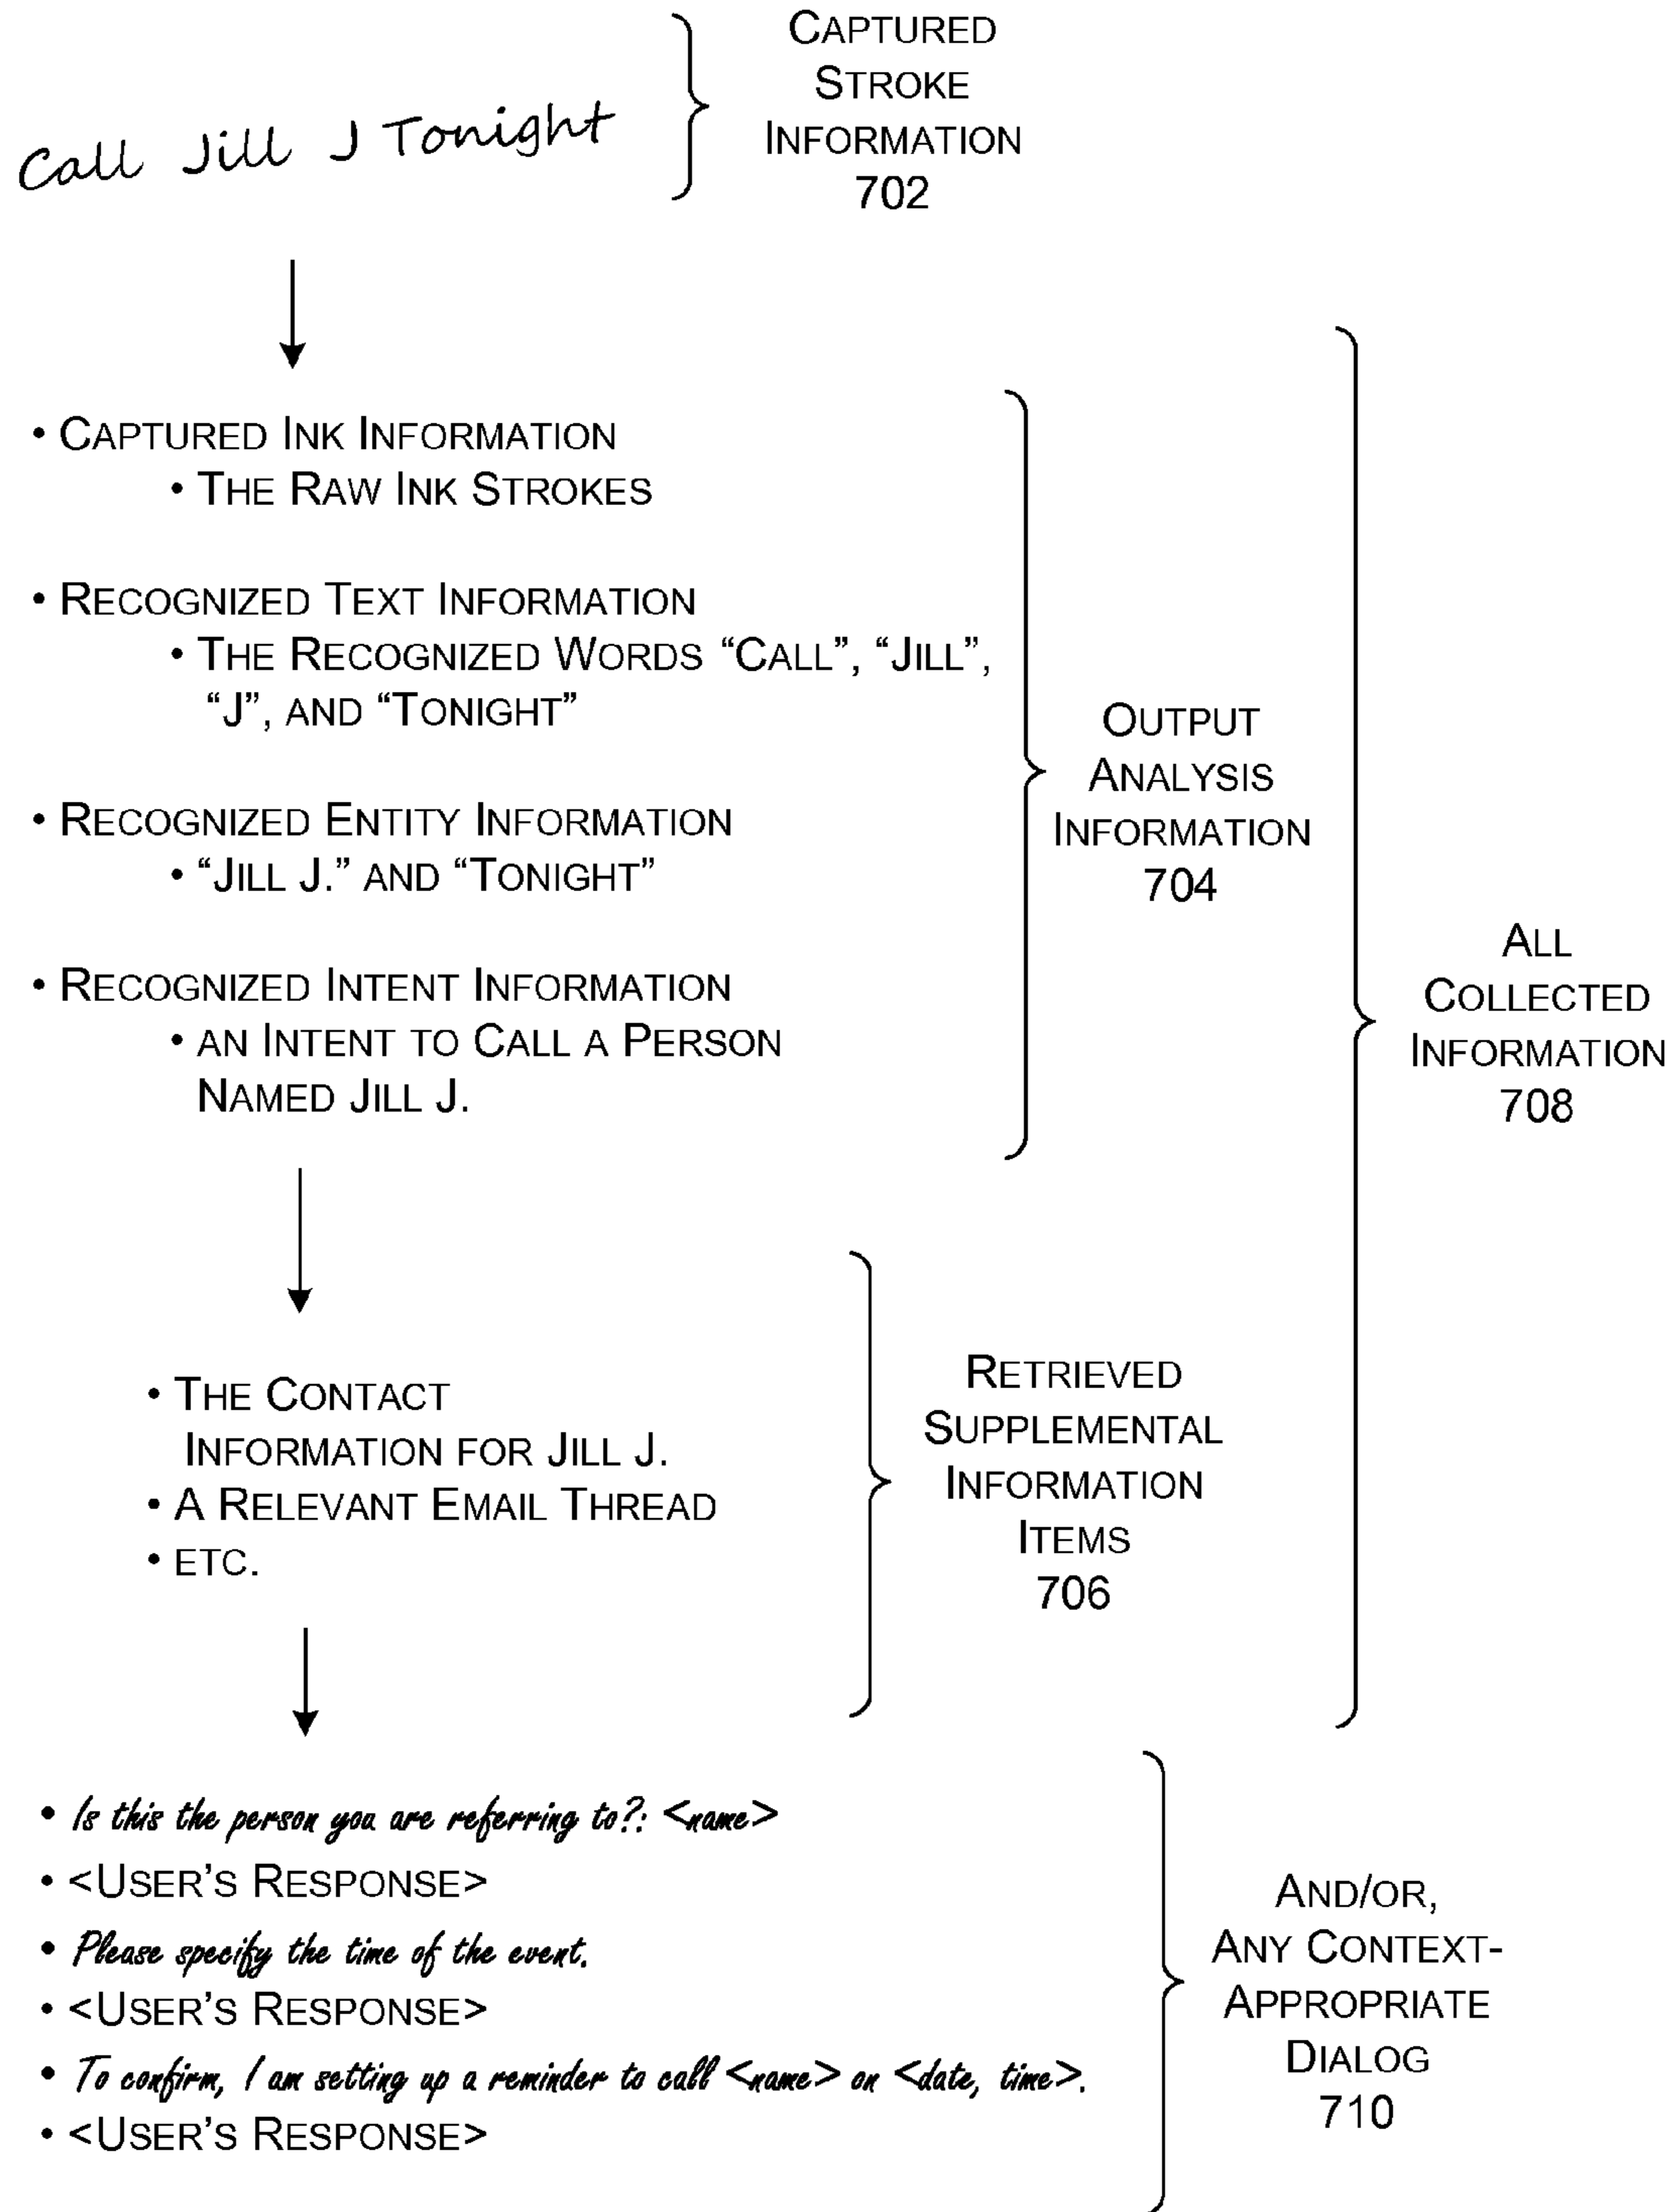 Call Jill J Tonight
CAPTURED
STROKE
INFORMATION
702
• CAPTURED INK INFORMATION
• THE RAW INK STROKES
• RECOGNIZED TEXT INFORMATION
• THE RECOGNIZED WORDS “CALL”, “JILL”,
“J”, AND “TONIGHT”
• RECOGNIZED ENTITY INFORMATION
• “JILL J.” AND “TONIGHT”
• RECOGNIZED INTENT INFORMATION
• AN INTENT TO CALL A PERSON
NAMED JILL J.
OUTPUT
ANALYSIS
INFORMATION
704
ALL
COLLECTED
INFORMATION
708
• THE CONTACT
INFORMATION FOR JILL J.
• A RELEVANT EMAIL THREAD
• ETC.
RETRIEVED
SUPPLEMENTAL
INFORMATION
ITEMS
706
• Is this the person you are referring to?: <name>
• <USER’S RESPONSE>
• Please specify the time of the event.
• <USER’S RESPONSE>
• To confirm, I am setting up a reminder to call <name> on <date, time>.
• <USER’S RESPONSE>
AND/OR,
ANY CONTEXT-
APPROPRIATE
DIALOG
710